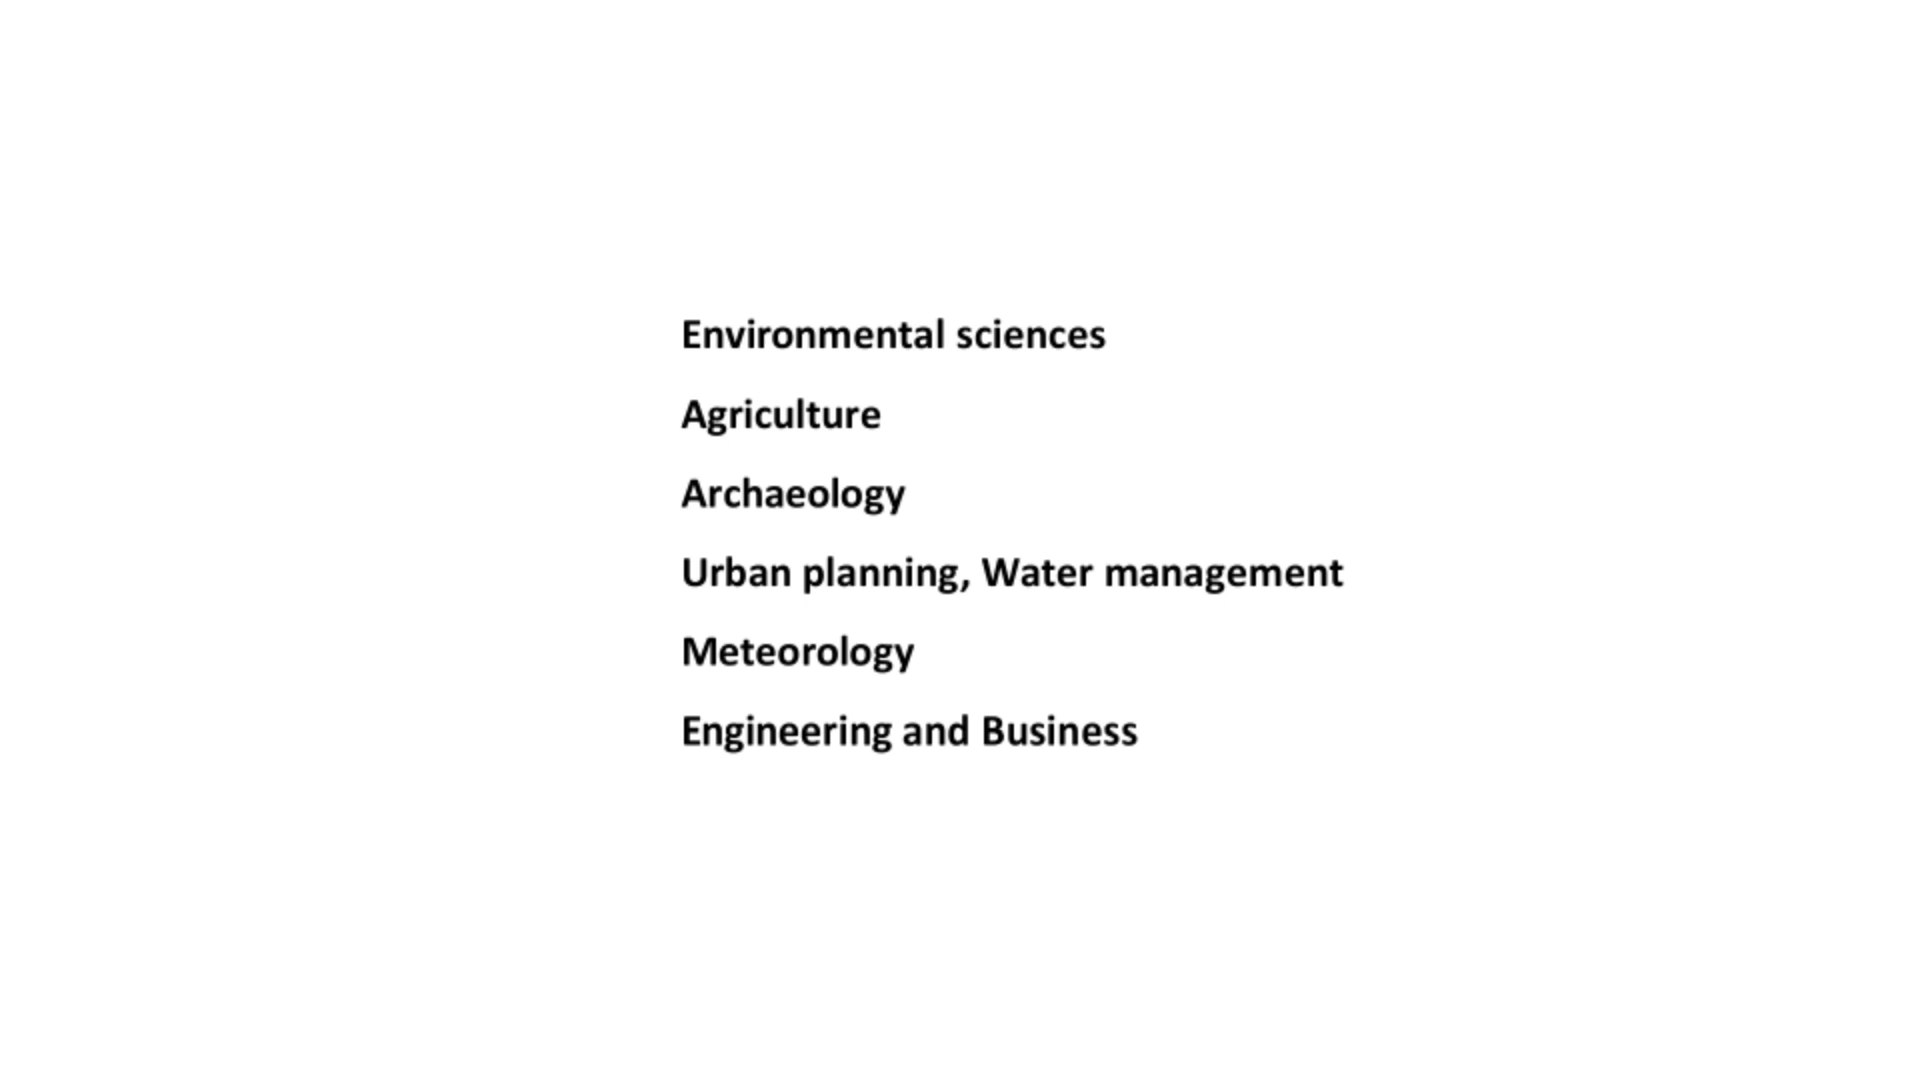 Environmental sciences
Agriculture
Archaeology
Urban planning, Water management
Meteorology
Engineering and Business